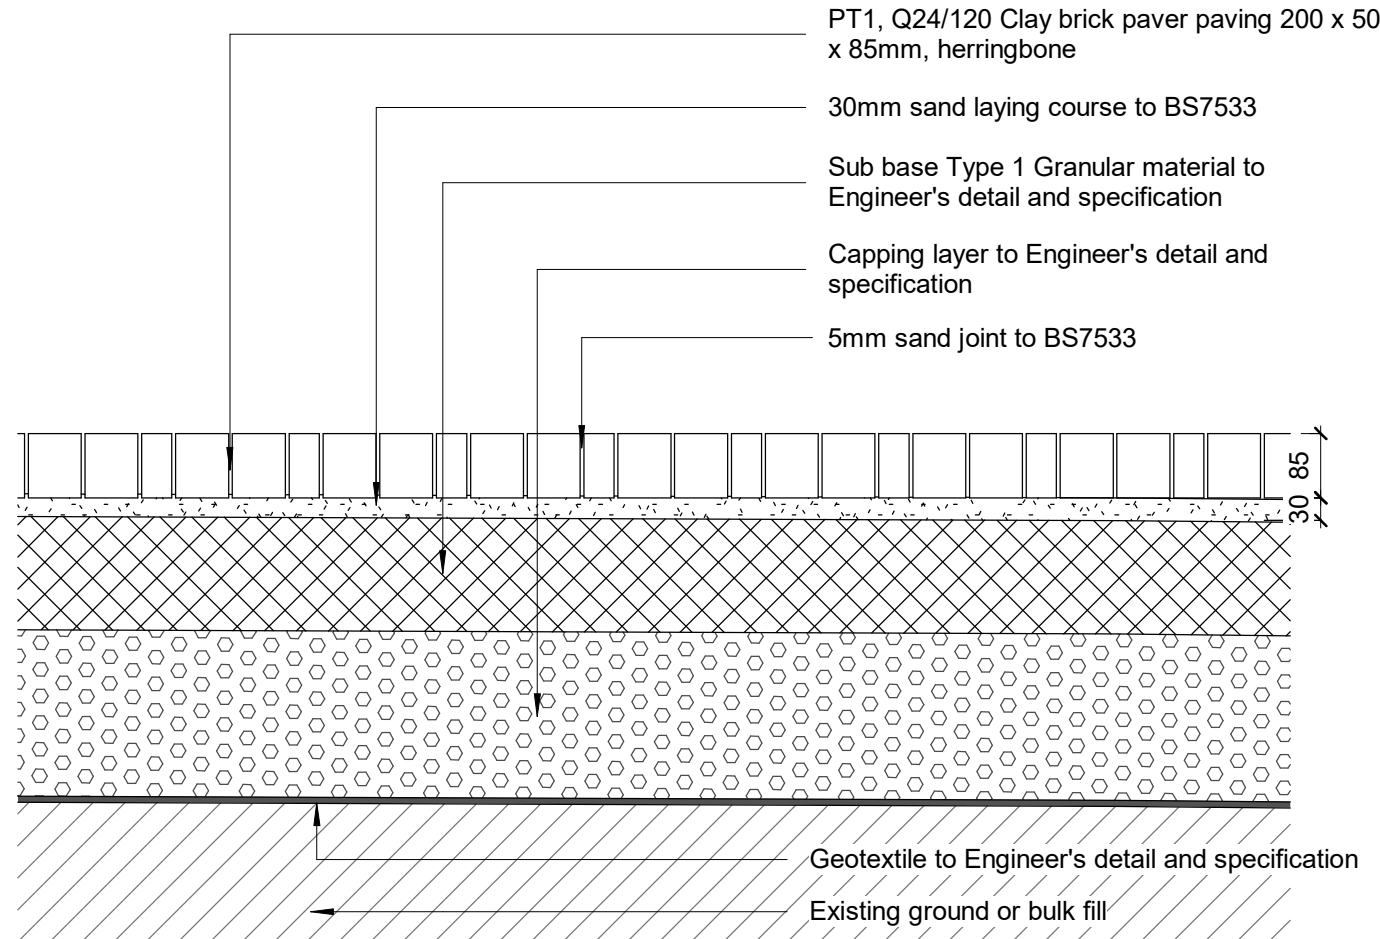 PT1, Q24/120 Clay brick paver paving 200 x 50
x 85mm, herringbone
30mm sand laying course to BS7533
Sub base Type 1 Granular material to
Engineer's detail and specification
Capping layer to Engineer's detail and
specification
5mm sand joint to BS7533
85
30
Geotextile to Engineer's detail and specification
Existing ground or bulk fill